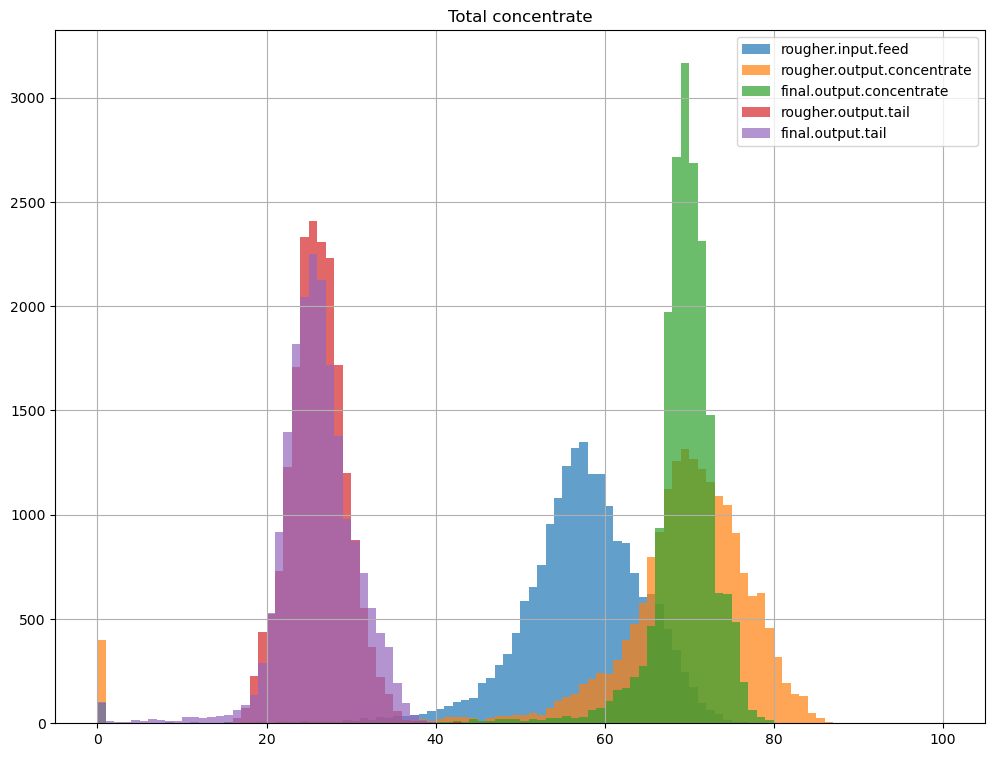 Total concentrate
rougher.input.feed
rougher.output.concentrate
final.output.concentrate
rougher.output.tail
final.output.tail
3000
2500
2000
1500
1000
500
0
0 20 40 60 80 100